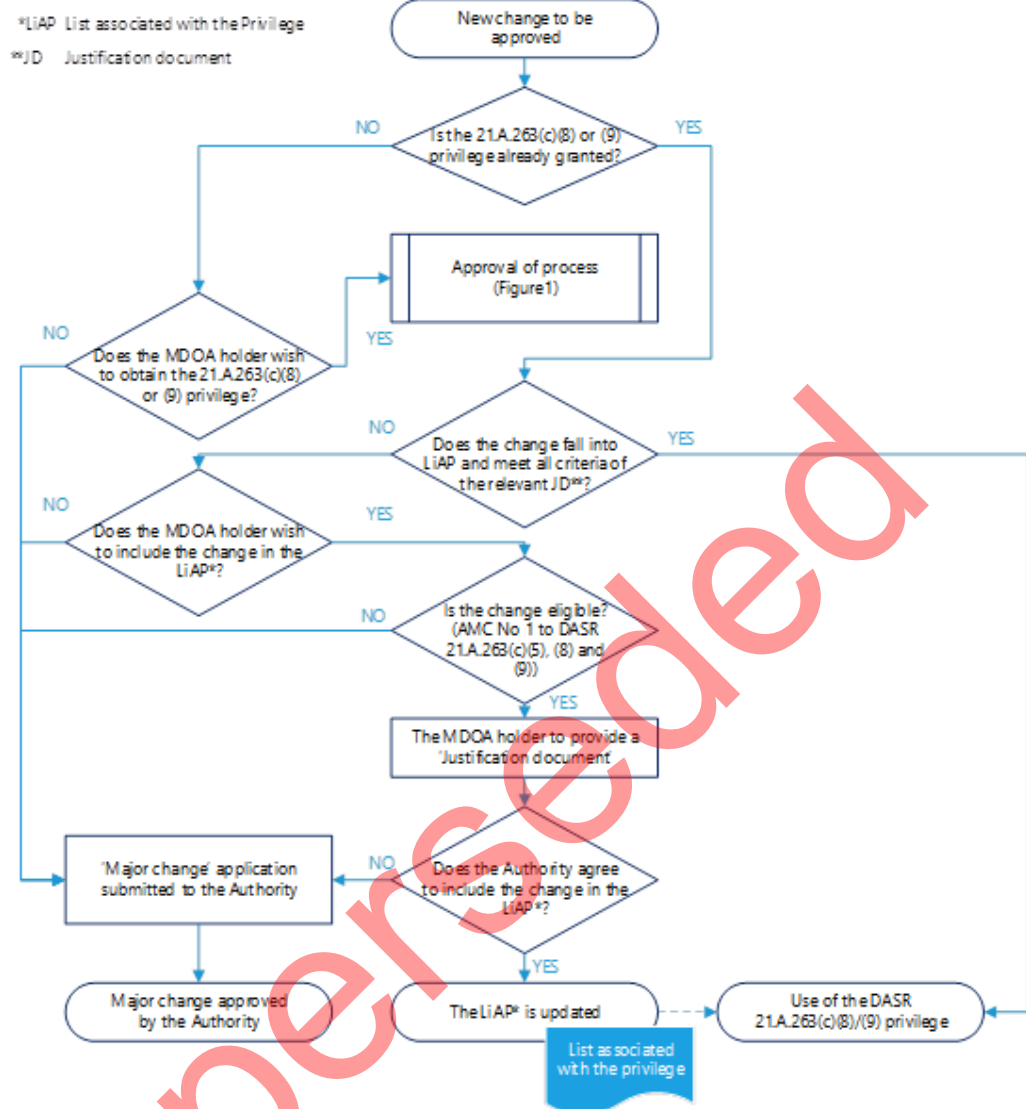 *LiAP List associated with the Privilege
**JD Justification document
New change to be
approved
NO
Is the 21.A.263(c)(8) or (9)
privilege already granted?
YES
Approval of process
(Figure1)
NO
Does the MDOA holder wish
to obtain the 21.A.263(c)(8)
or (9) privilege?
YES
NO
Does the change fall into
LiAP and meet all criteria of
the relevant JD**?
YES
NO
Does the MDOA holder wish
to include the change in the
LiAP*?
YES
NO
Is the change eligible?
(AMC No 1 to DASR
21.A.263(c)(5), (8) and
(9))
YES
The MDOA holder to provide a
'Justification document'
'Major change' application
submitted to the Authority
NO
Does the Authority agree
to include the change in the
LiAP*?
YES
Major change approved
by the Authority
The LiAP* is updated
Use of the DASR
21.A.263(c)(8)/(9) privilege
List associated
with the privilege
perseded